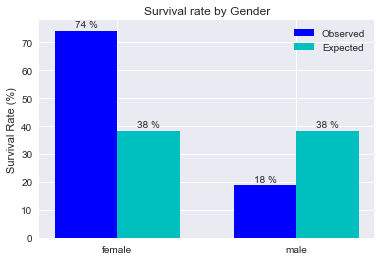 Survival rate by Gender
Survival Rate (%)
70
60
50
40
30
20
10
0
74 %
38 %
18 %
38 %
Observed
Expected
female
male